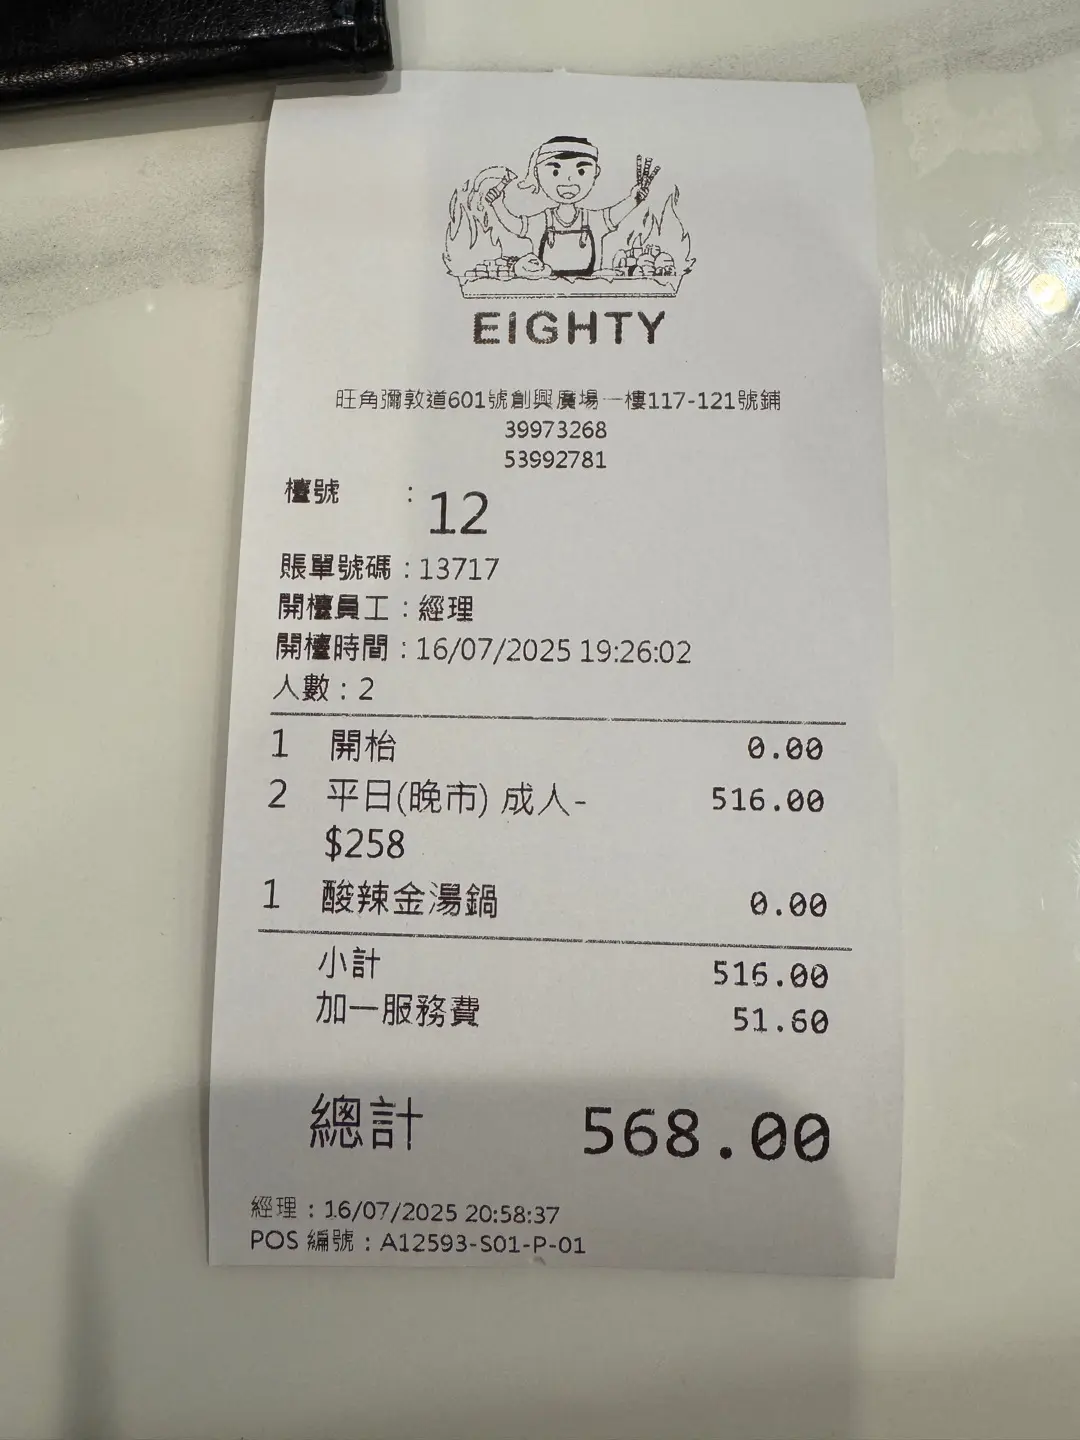 EIGHTY
旺角彌敦道601號創興廣場一樓117-121號鋪
39973268
53992781
檯號 : 12
賬單號碼 : 13717
開檯員工 : 經理
開檯時間 : 16/07/2025 19:26:02
人數 : 2
1 開枱 0.00
2 平日(晚市) 成人- 516.00
$258
1 酸辣金湯鍋 0.00
小計 516.00
加一服務費 51.60
總計 568.00
經理 : 16/07/2025 20:58:37
POS 編號 : A12593-S01-P-01